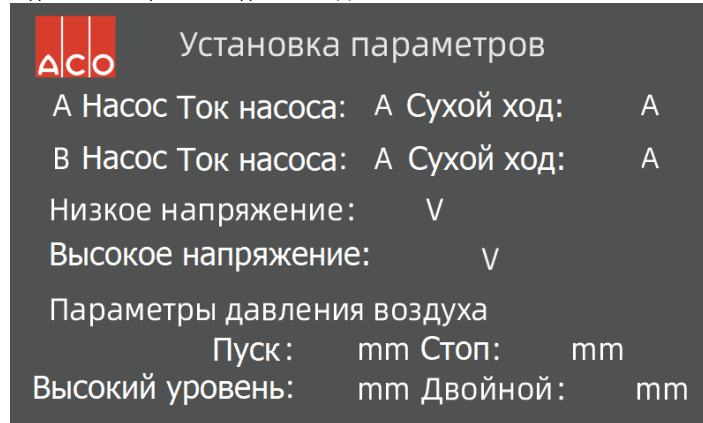 ACO Установка параметров
A Насос Ток насоса: A Сухой ход: A
B Насос Ток насоса: A Сухой ход: A
Низкое напряжение: V
Высокое напряжение: V
Параметры давления воздуха
Пуск: mm Стоп: mm
Высокий уровень: mm Двойной: mm